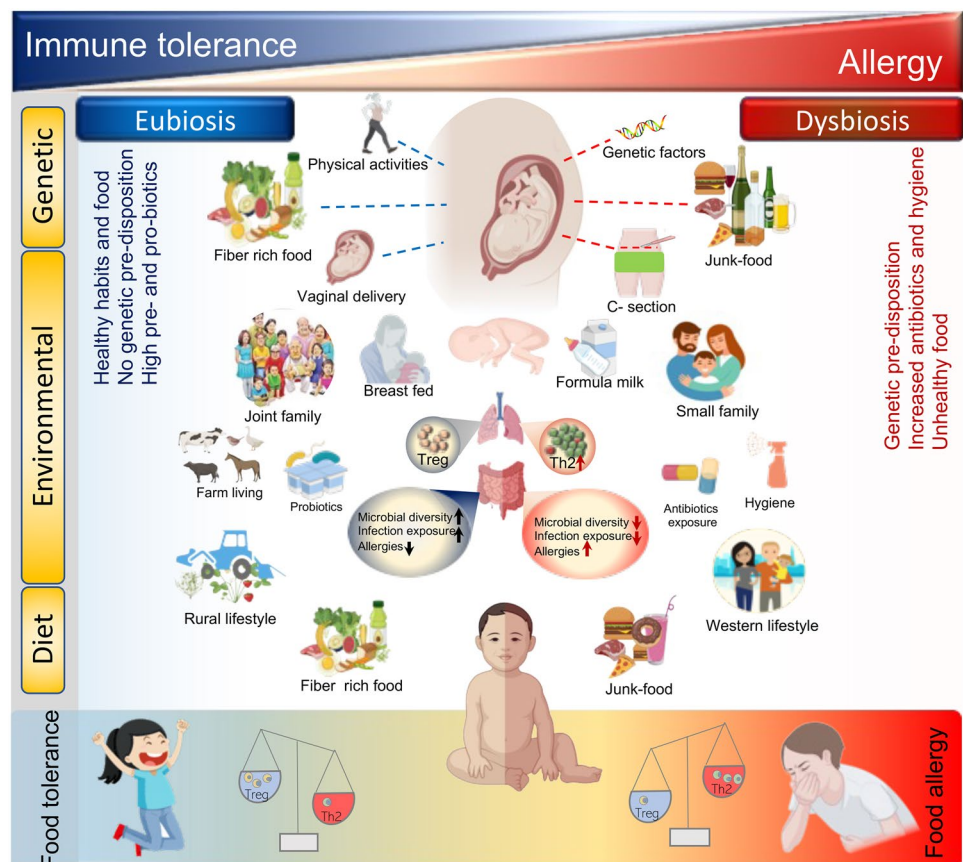 Immune tolerance
Allergy
Eubiosis
Dysbiosis
Genetic
Environmental
Diet
Healthy habits and food
No genetic pre-disposition
High pre- and pro-biotics
Genetic pre-disposition
Increased antibiotics and hygiene
Unhealthy food
Physical activities
Genetic factors
Fiber rich food
Junk-food
Vaginal delivery
C- section
Joint family
Breast fed
Formula milk
Small family
Treg
Th2
Farm living
Probiotics
Microbial diversity
Infection exposure
Allergies
Microbial diversity
Infection exposure
Allergies
Antibiotics
exposure
Hygiene
Rural lifestyle
Western lifestyle
Fiber rich food
Junk-food
Food tolerance
Treg
Th2
Treg
Th2
Food allergy